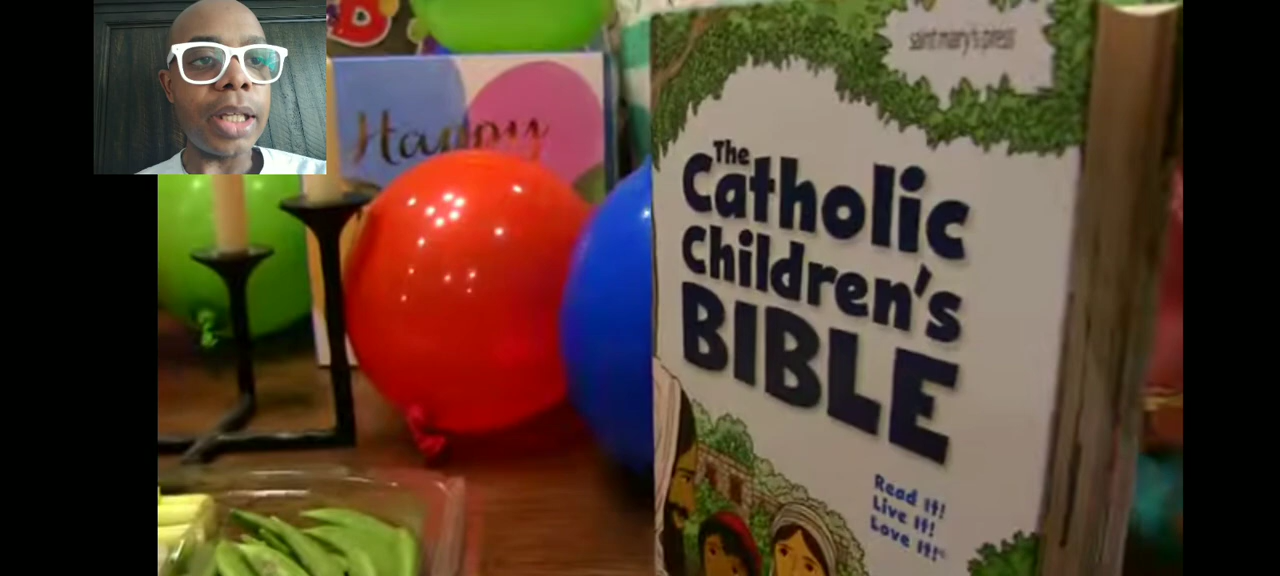 Happy
saint mary's press
The
Catholic
Children's
BIBLE
Read It!
Live It!
Love It!®